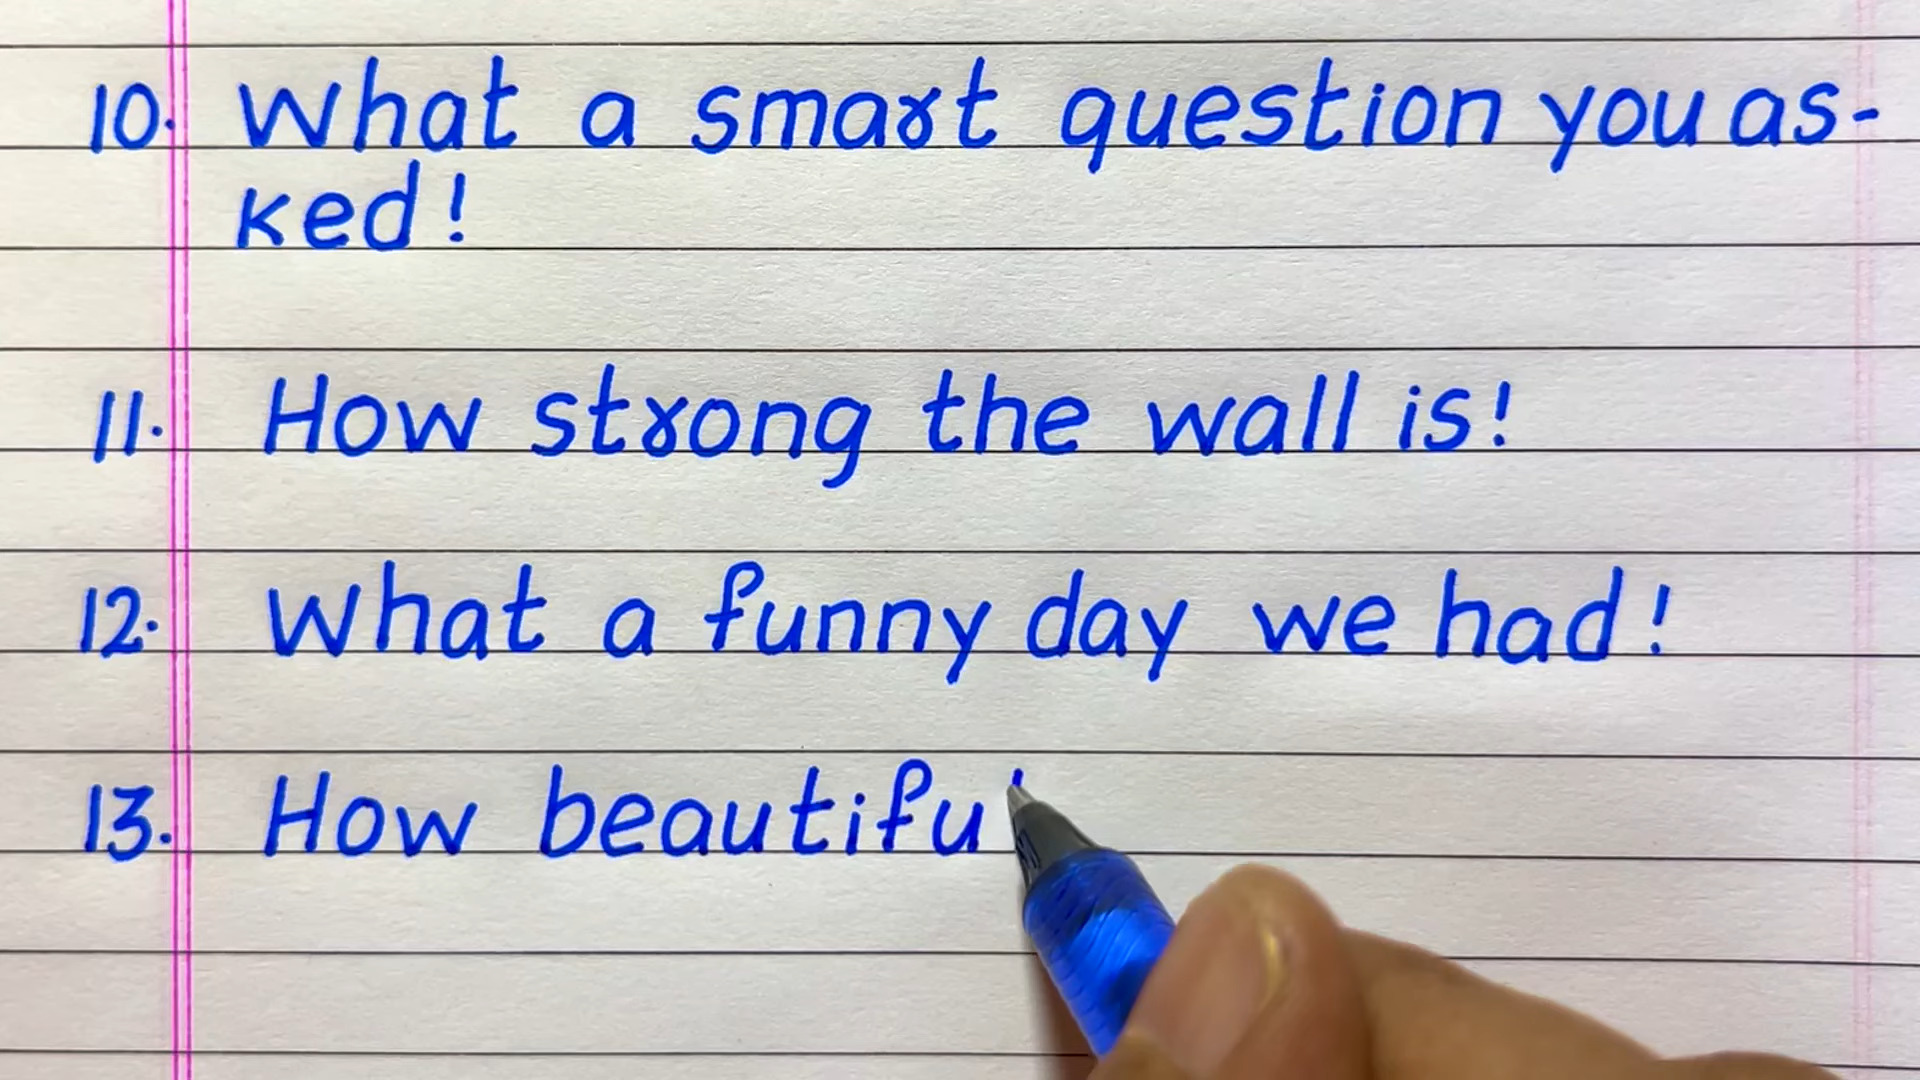 10. What a smart question you as-
ked!
11. How strong the wall is!
12. What a funny day we had!
13. How beautifu